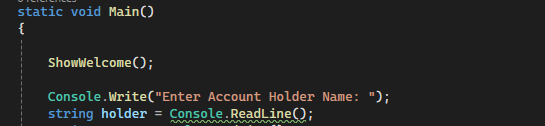 static void Main()
{
ShowWelcome();
Console.Write("Enter Account Holder Name: ");
string holder = Console.ReadLine();